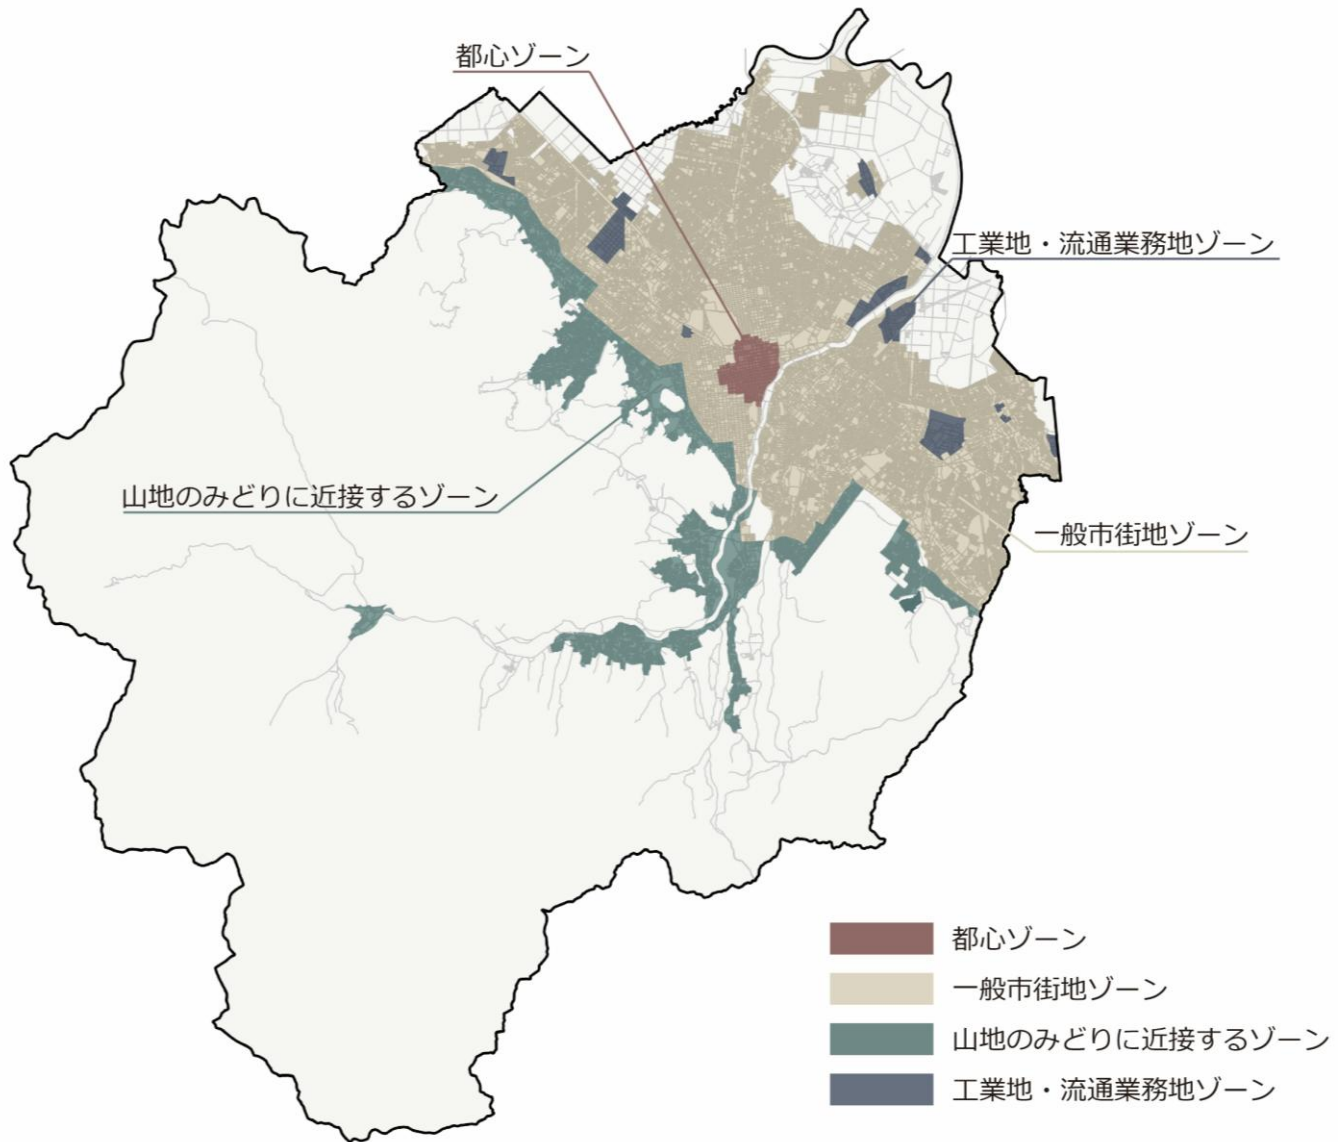 都心ゾーン
工業地・流通業務地ゾーン
山地のみどりに近接するゾーン
一般市街地ゾーン
都心ゾーン
一般市街地ゾーン
山地のみどりに近接するゾーン
工業地・流通業務地ゾーン